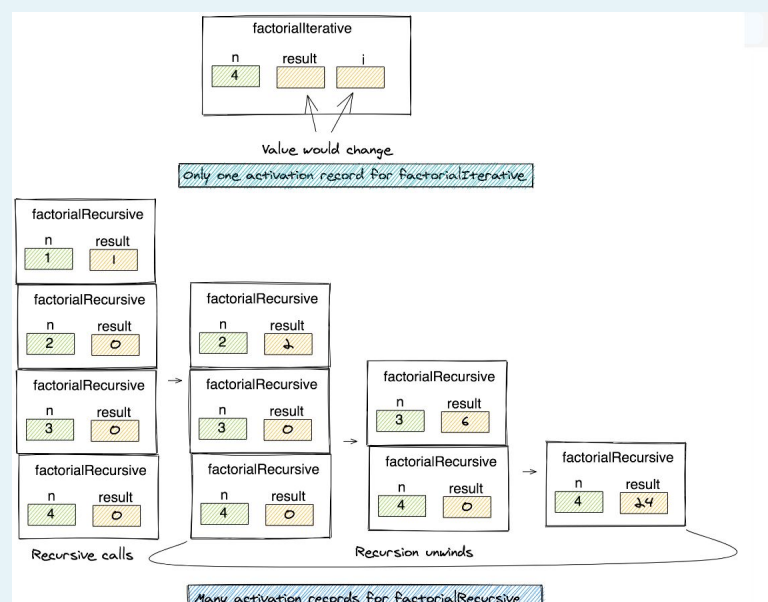 factorialIterative
n result i
4
Value would change
Only one activation record for factorialIterative
factorialRecursive
n result
1 1
factorialRecursive
n result
2 0
factorialRecursive
n result
3 0
factorialRecursive
n result
4 0
Recursive calls
→
factorialRecursive
n result
2 2
factorialRecursive
n result
3 0
factorialRecursive
n result
4 0
→
factorialRecursive
n result
3 6
factorialRecursive
n result
4 0
→
factorialRecursive
n result
4 24
Recursion unwinds
Many activation records for factorialRecursive